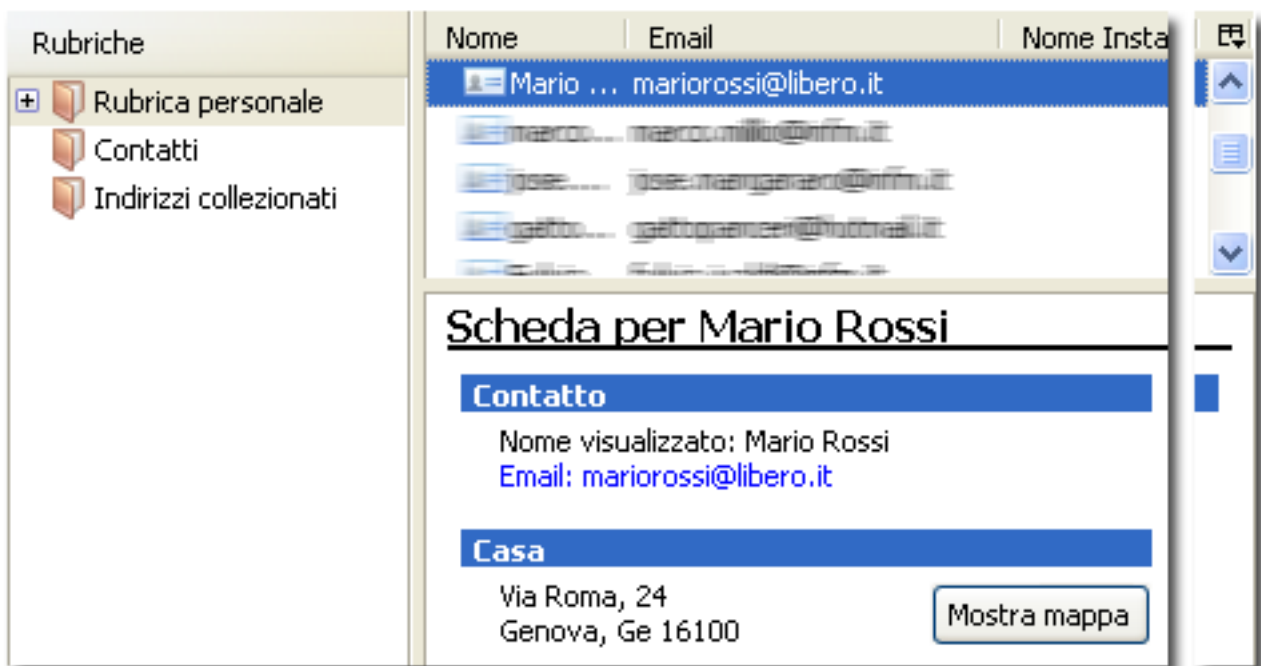 Rubriche
Rubrica personale
Contatti
Indirizzi collezionati
Nome Email Nome Insta
Mario ... mariorossi@libero.it
Scheda per Mario Rossi
Contatto
Nome visualizzato: Mario Rossi
Email: mariorossi@libero.it
Casa
Via Roma, 24
Genova, Ge 16100
Mostra mappa